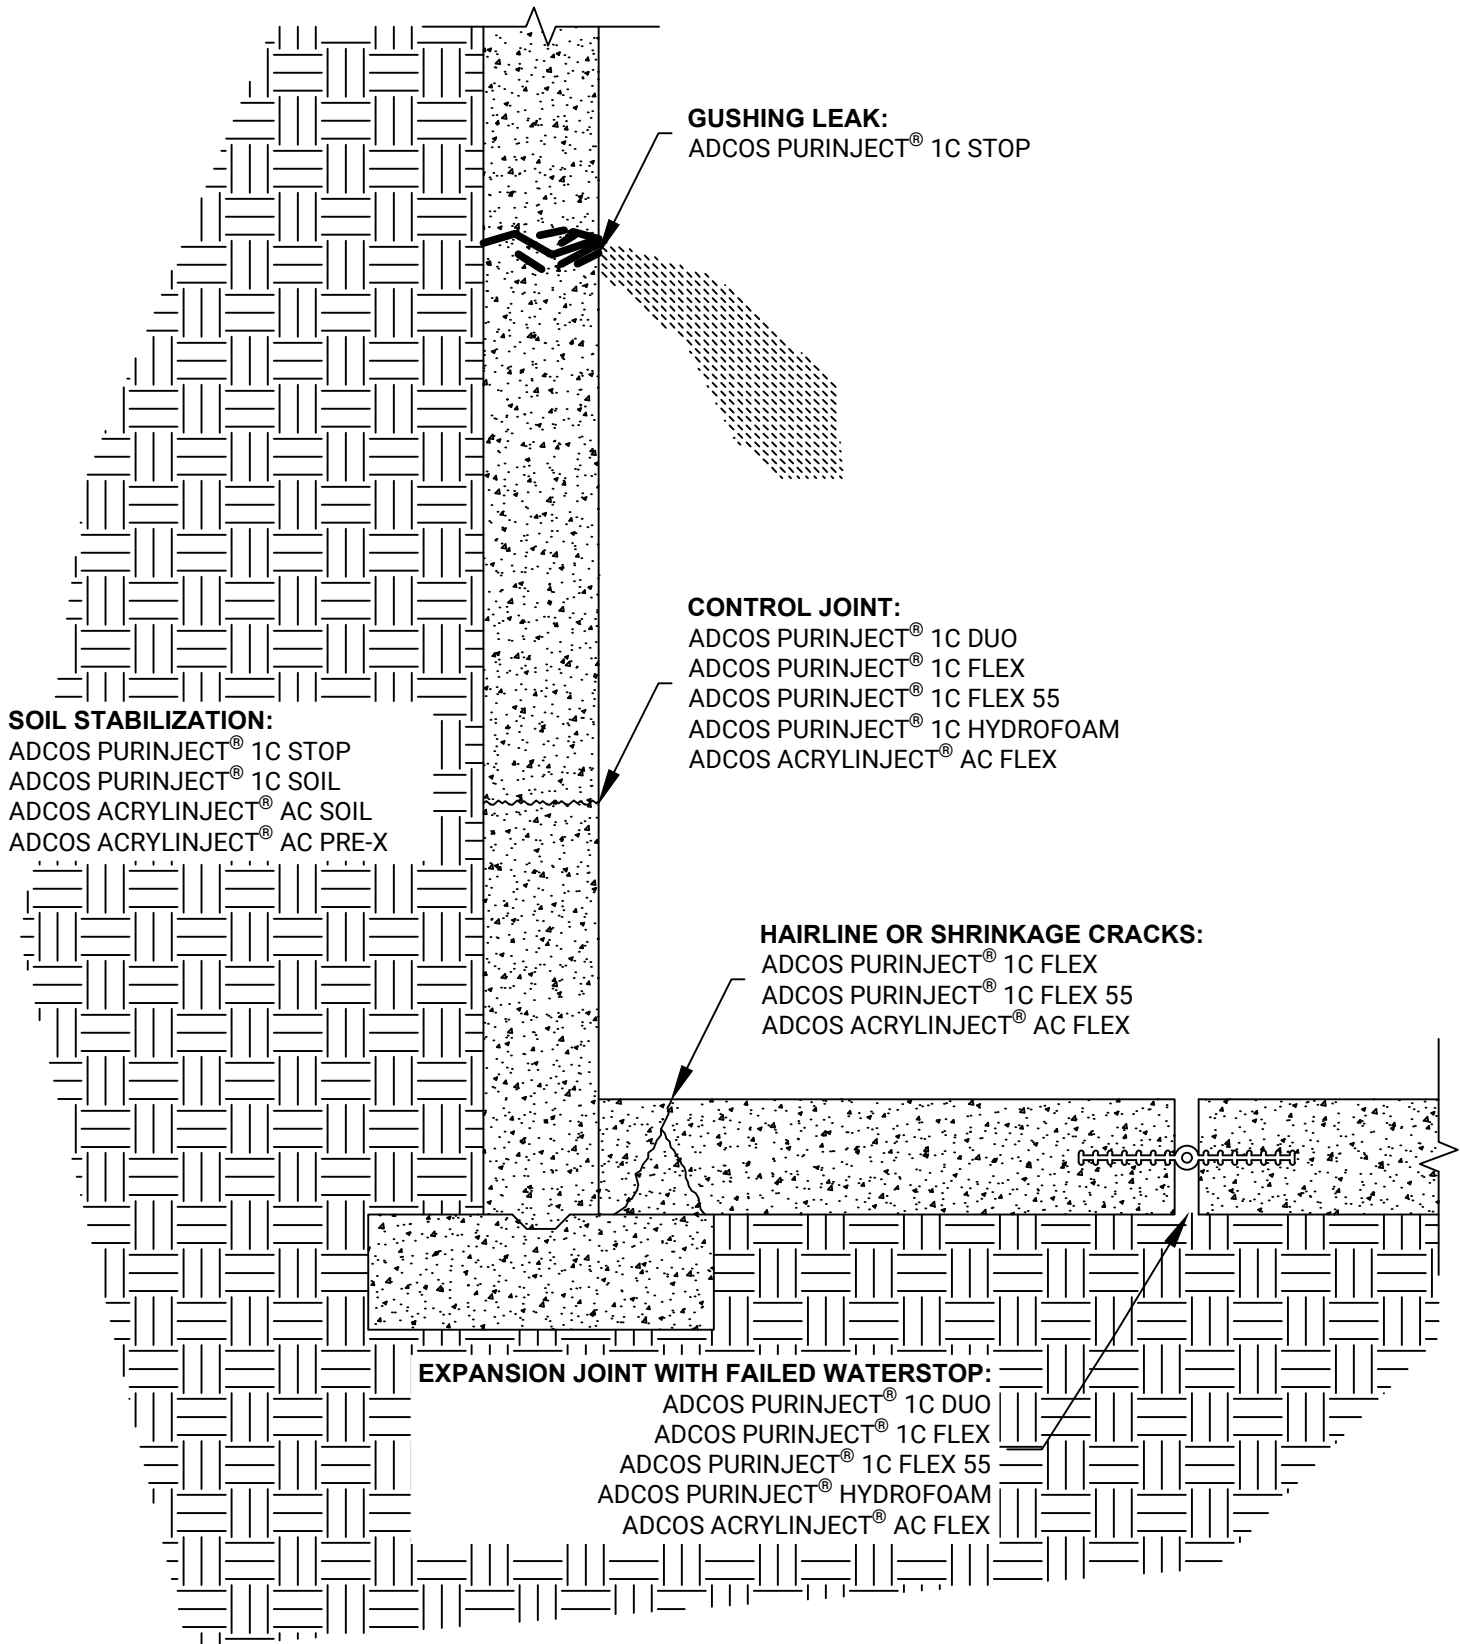 GUSHING LEAK:
ADCOS PURINJECT® 1C STOP
CONTROL JOINT:
ADCOS PURINJECT® 1C DUO
ADCOS PURINJECT® 1C FLEX
ADCOS PURINJECT® 1C FLEX 55
ADCOS PURINJECT® 1C HYDROFOAM
ADCOS ACRYLINJECT® AC FLEX
SOIL STABILIZATION:
ADCOS PURINJECT® 1C STOP
ADCOS PURINJECT® 1C SOIL
ADCOS ACRYLINJECT® AC SOIL
ADCOS ACRYLINJECT® AC PRE-X
HAIRLINE OR SHRINKAGE CRACKS:
ADCOS PURINJECT® 1C FLEX
ADCOS PURINJECT® 1C FLEX 55
ADCOS ACRYLINJECT® AC FLEX
EXPANSION JOINT WITH FAILED WATERSTOP:
ADCOS PURINJECT® 1C DUO
ADCOS PURINJECT® 1C FLEX
ADCOS PURINJECT® 1C FLEX 55
ADCOS PURINJECT® HYDROFOAM
ADCOS ACRYLINJECT® AC FLEX